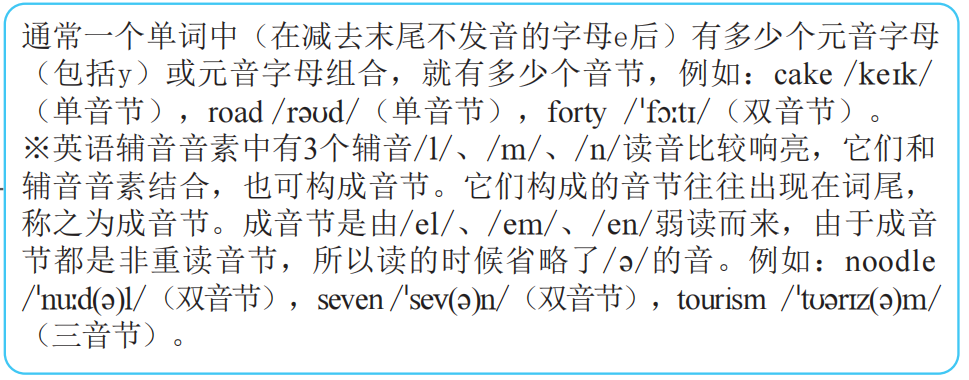 通常一个单词中（在减去末尾不发音的字母e后）有多少个元音字母
（包括y）或元音字母组合，就有多少个音节，例如：cake /keɪk/
（单音节），road /rəʊd/（单音节），forty /ˈfɔːtɪ/（双音节）。
※英语辅音音素中有3个辅音/l/、/m/、/n/读音比较响亮，它们和
辅音音素结合，也可构成音节。它们构成的音节往往出现在词尾，
称之为成音节。成音节是由/el/、/em/、/en/弱读而来，由于成音
节都是非重读音节，所以读的时候省略了/ə/的音。例如：noodle
/ˈnuːd(ə)l/（双音节），seven /ˈsev(ə)n/（双音节），tourism /ˈtʊərɪz(ə)m/
（三音节）。